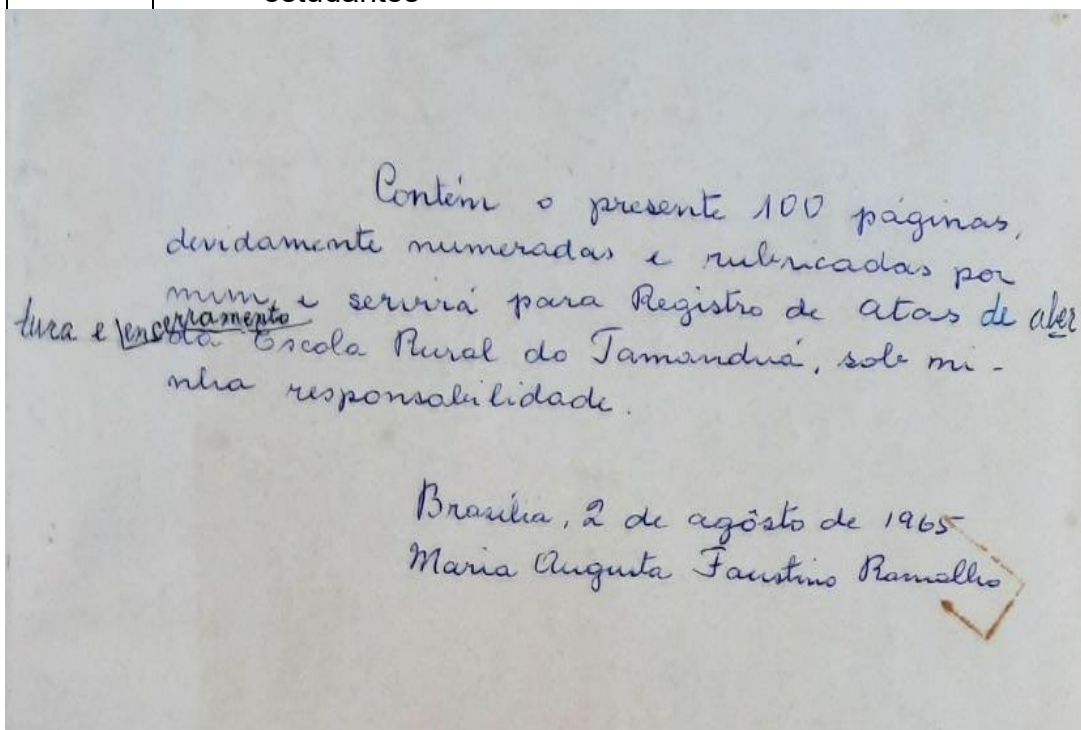 estudantes
Contém o presente 100 páginas,
devidamente numeradas e rubricadas por
mim, e servirá para Registro de atas de aber
tura e encerramento
da Escola Rural do Tamanduá, sob mi-
nha responsabilidade.
Brasília, 2 de agôsto de 1965
Maria Augusta Faustino Ramalho